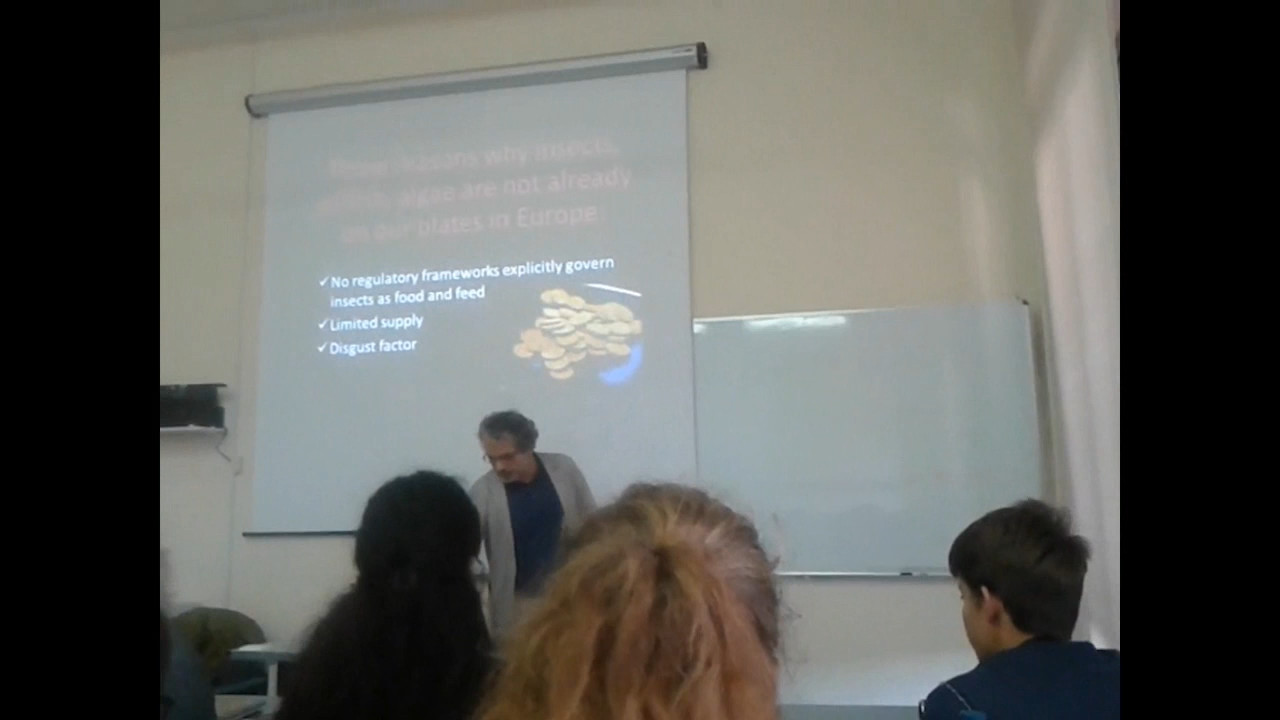 Three reasons why insects,
algae are not already
on our plates in Europe:
✓ No regulatory frameworks explicitly govern
insects as food and feed
✓ Limited supply
✓ Disgust factor